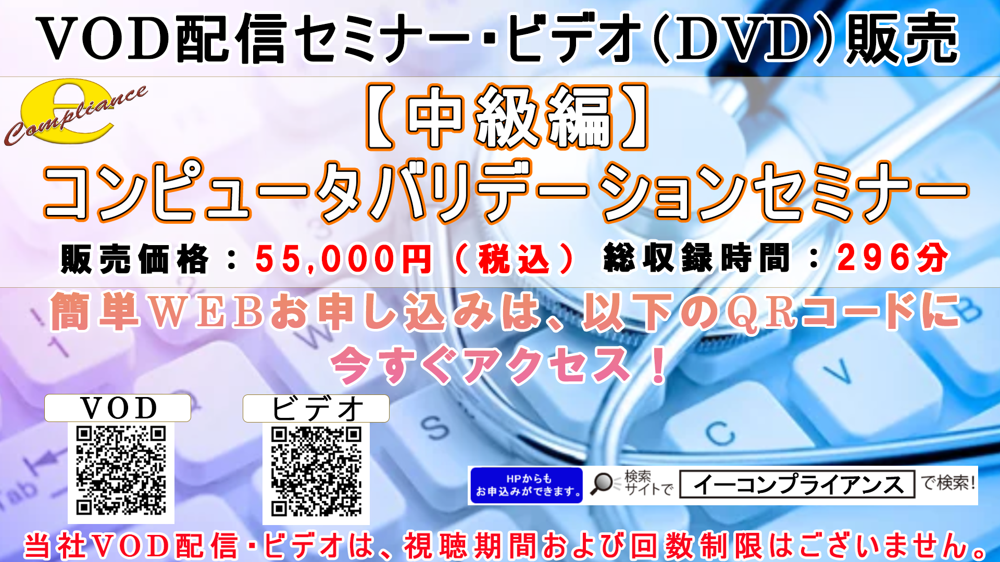 VOD配信セミナー・ビデオ（DVD）販売
e Compliance
【中級編】
コンピュータバリデーションセミナー
販売価格：55,000円（税込） 総収録時間：296分
簡単WEBお申し込みは、以下のQRコードに
今すぐアクセス！
VOD
ビデオ
HPからも
お申込みができます。
検索
サイトで
イーコンプライアンス
で検索!
当社VOD配信・ビデオは、視聴期間および回数制限はございません。
!
1
2
3
W
Q
S
C
V
B
Tab